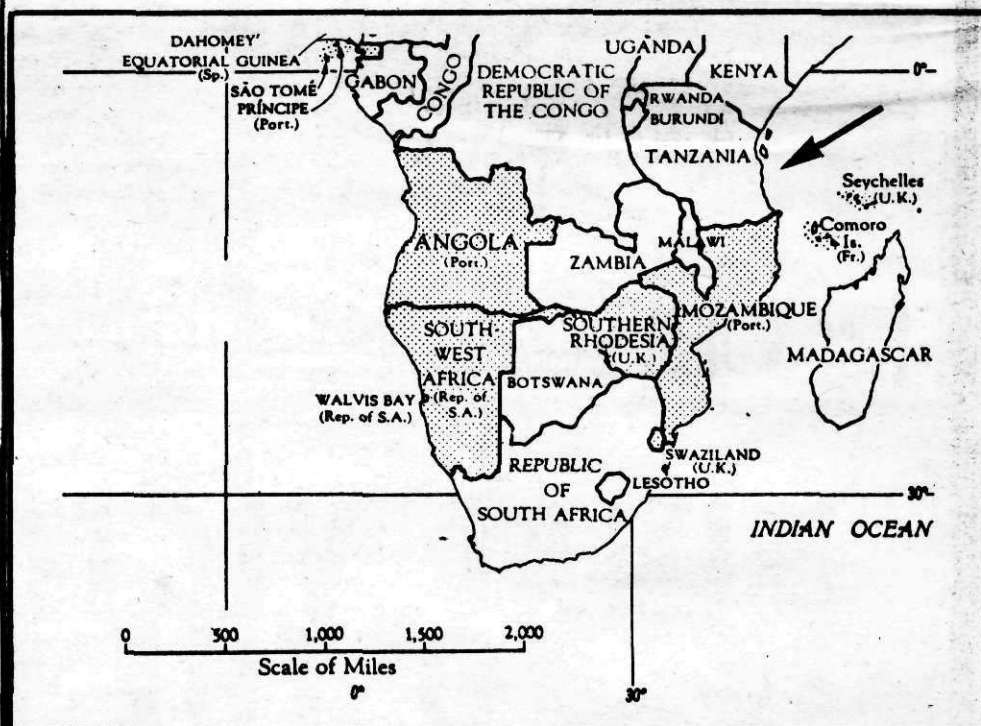 DAHOMEY'
EQUATORIAL GUINEA
(Sp.)
SÃO TOMÉ
PRÍNCIPE
(Port.)
GABON
CONGO
DEMOCRATIC
REPUBLIC OF
THE CONGO
UGANDA
KENYA
0°
RWANDA
BURUNDI
TANZANIA
Seychelles
(U.K.)
Comoro
Is.
(Fr.)
ANGOLA
(Port.)
ZAMBIA
MALAWI
MOZAMBIQUE
(Port.)
SOUTHERN
RHODESIA
(U.K.)
MADAGASCAR
SOUTH-
WEST
AFRICA
(Rep. of
S.A.)
WALVIS BAY
(Rep. of S.A.)
BOTSWANA
SWAZILAND
(U.K.)
LESOTHO
REPUBLIC
OF
SOUTH AFRICA
30°
INDIAN OCEAN
0 500 1,000 1,500 2,000
Scale of Miles
0° 30°